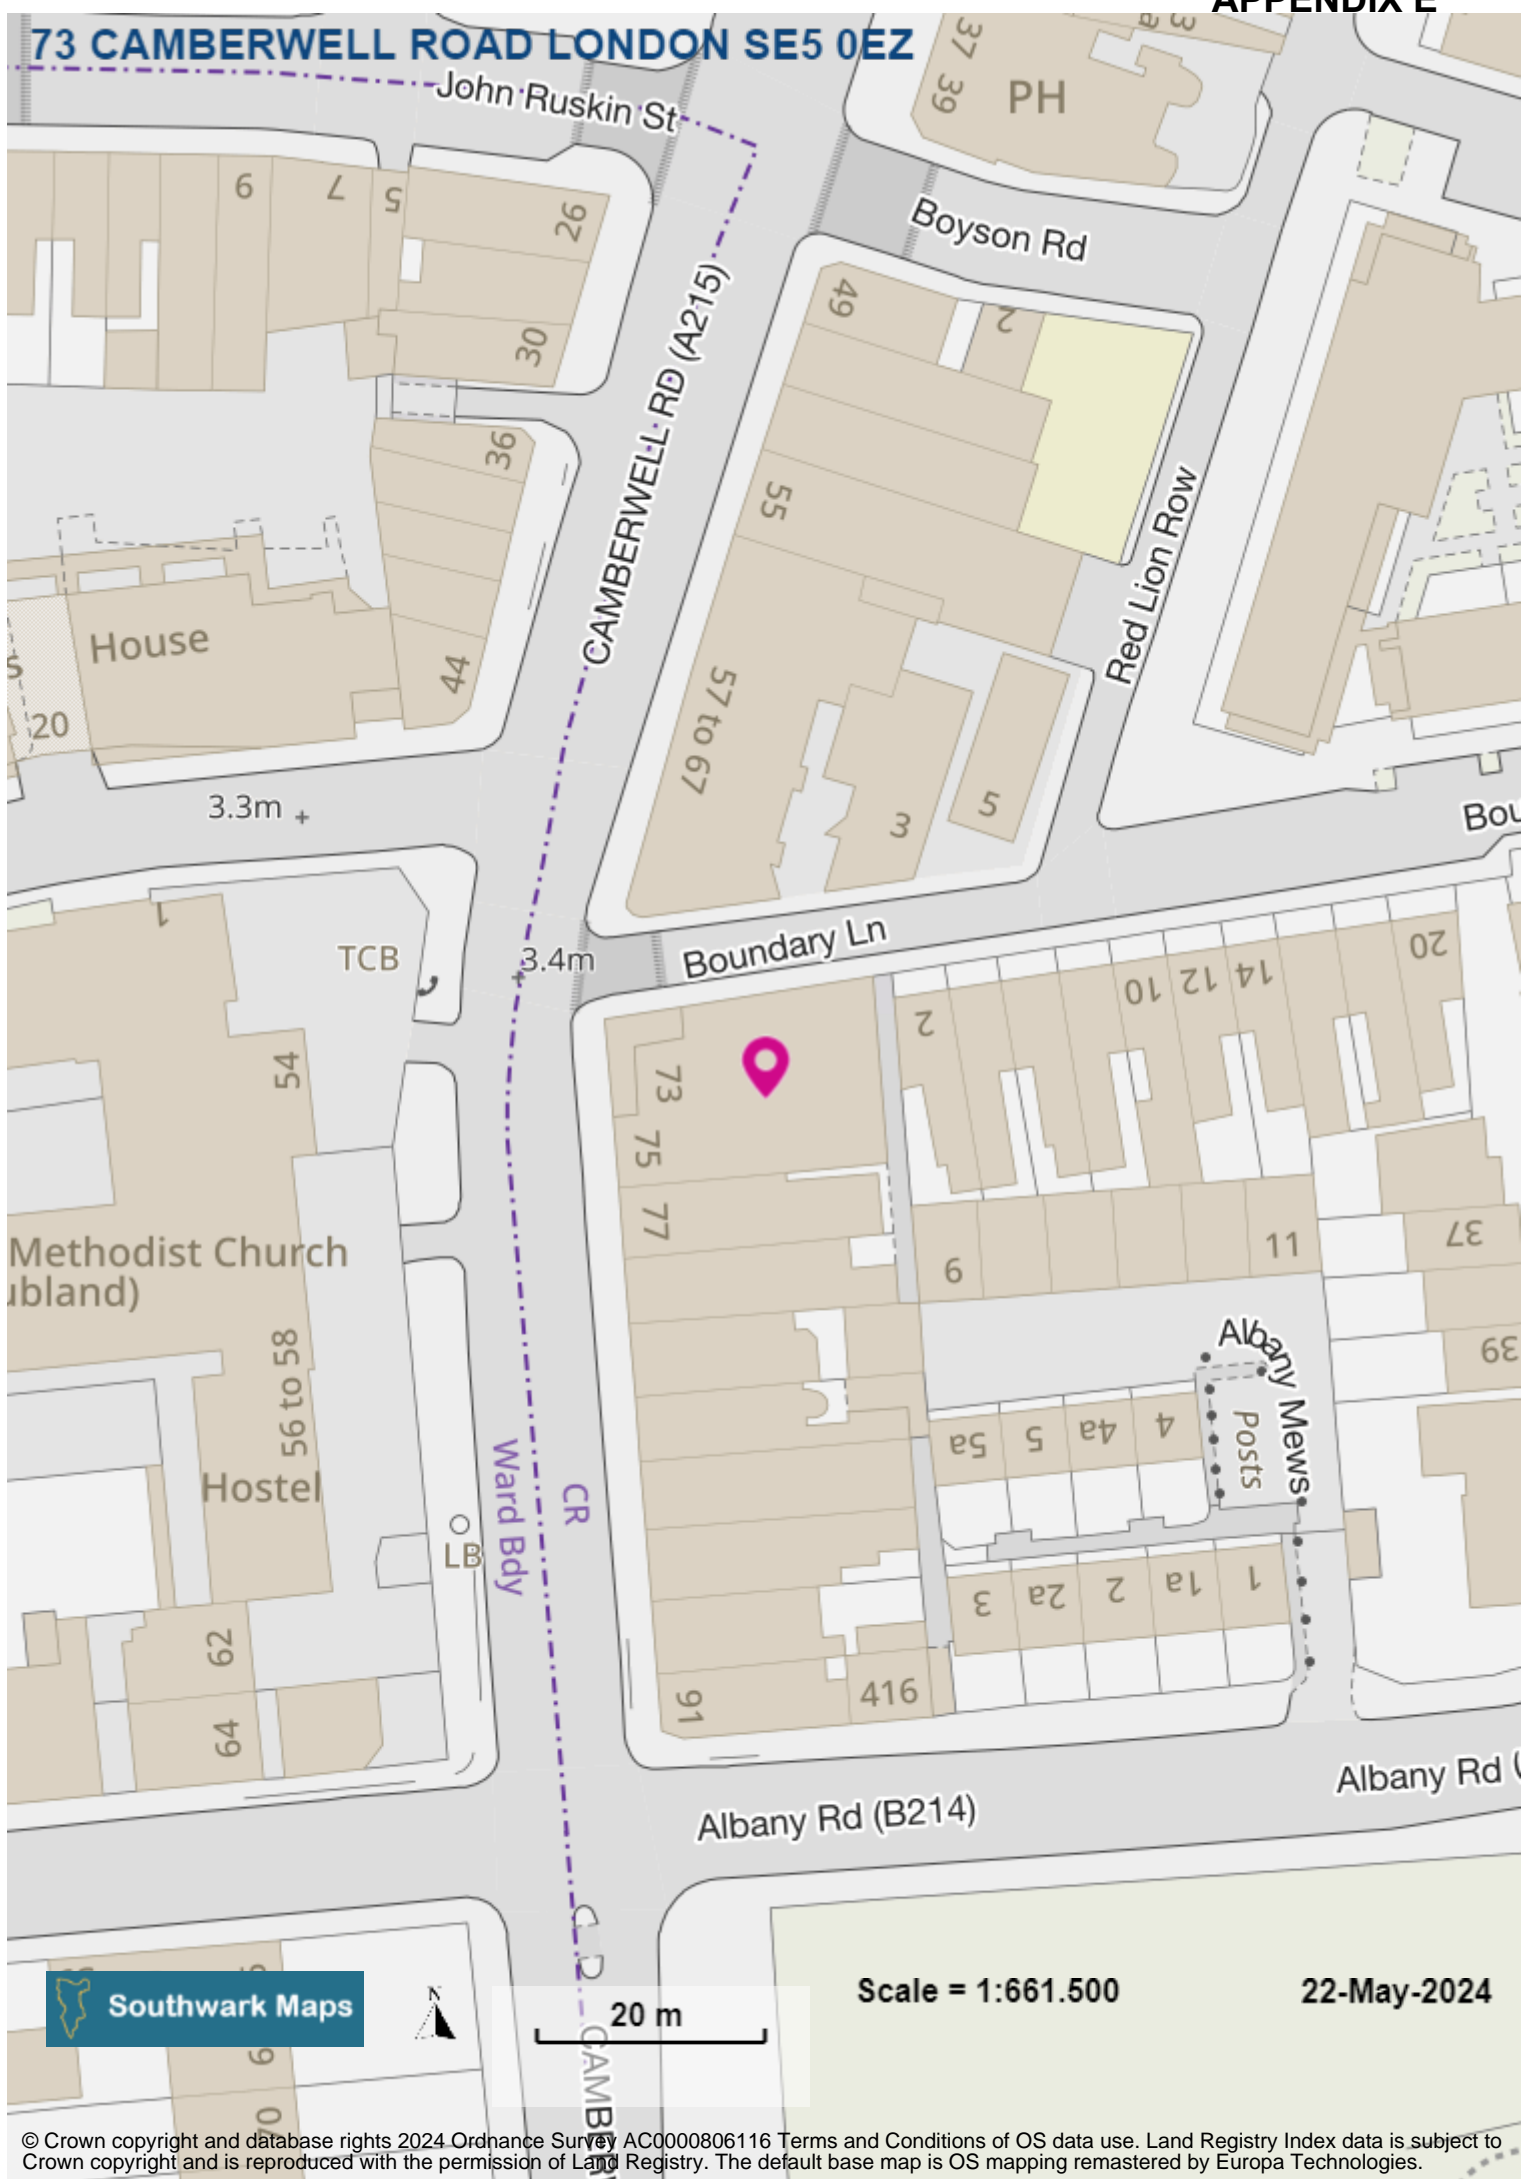 APPENDIX E
73 CAMBERWELL ROAD LONDON SE5 0EZ
John Ruskin St
37
39
PH
Boyson Rd
9
7
5
26
30
CAMBERWELL RD (A215)
49
2
36
55
Red Lion Row
House
44
20
57 to 67
3.3m
3
5
1
TCB
3.4m
Boundary Ln
20
14
12
10
2
54
73
75
77
Methodist Church
9
11
37
Albany Mews
39
56 to 58
Hostel
Ward Bdy
CR
5a
5
4a
4
Posts
LB
3
2a
2
1a
1
62
64
91
416
Albany Rd (B214)
Albany Rd
70
Southwark Maps
N
20 m
Scale = 1:661.500
22-May-2024
© Crown copyright and database rights 2024 Ordnance Survey AC0000806116 Terms and Conditions of OS data use. Land Registry Index data is subject to
Crown copyright and is reproduced with the permission of Land Registry. The default base map is OS mapping remastered by Europa Technologies.